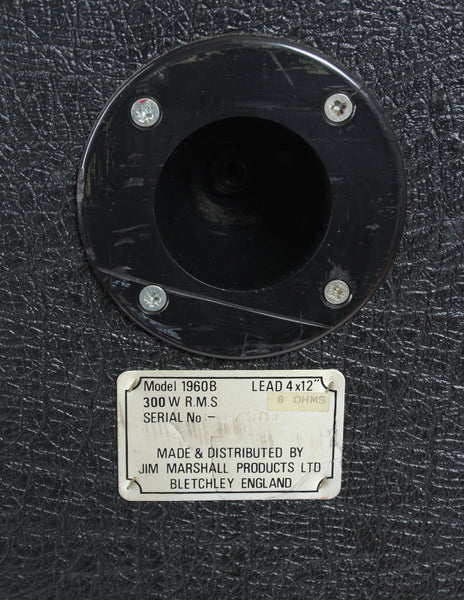 Model 1960B LEAD 4x12"
300 W R.M.S 8 OHMS
SERIAL No:-
MADE & DISTRIBUTED BY
JIM MARSHALL PRODUCTS LTD
BLETCHLEY ENGLAND